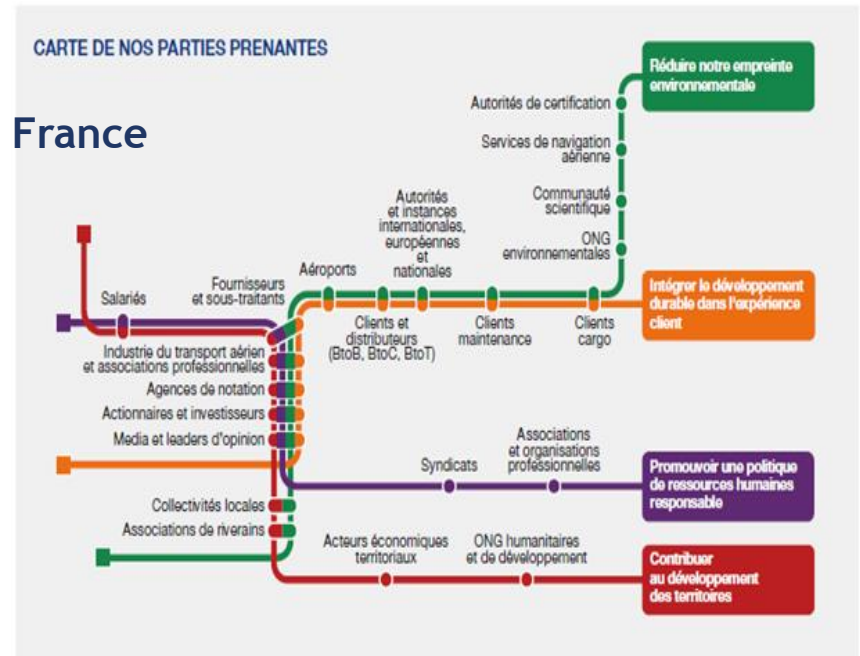 CARTE DE NOS PARTIES PRENANTES
France
Réduire notre empreinte
environnementale
Autorités de certification
Services de navigation
aérienne
Communauté
scientifique
ONG
environnementales
Autorités
et instances
internationales,
européennes
et
nationales
Aéroports
Fournisseurs
et sous-traitants
Salariés
Intégrer le développement
durable dans l'expérience
client
Clients et
distributeurs
(BtoB, BtoC, BtoT)
Clients
maintenance
Clients
cargo
Industrie du transport aérien
et associations professionnelles
Agences de notation
Actionnaires et investisseurs
Media et leaders d'opinion
Syndicats
Associations
et organisations
professionnelles
Promouvoir une politique
de ressources humaines
responsable
Collectivités locales
Associations de riverains
Acteurs économiques
territoriaux
ONG humanitaires
et de développement
Contribuer
au développement
des territoires